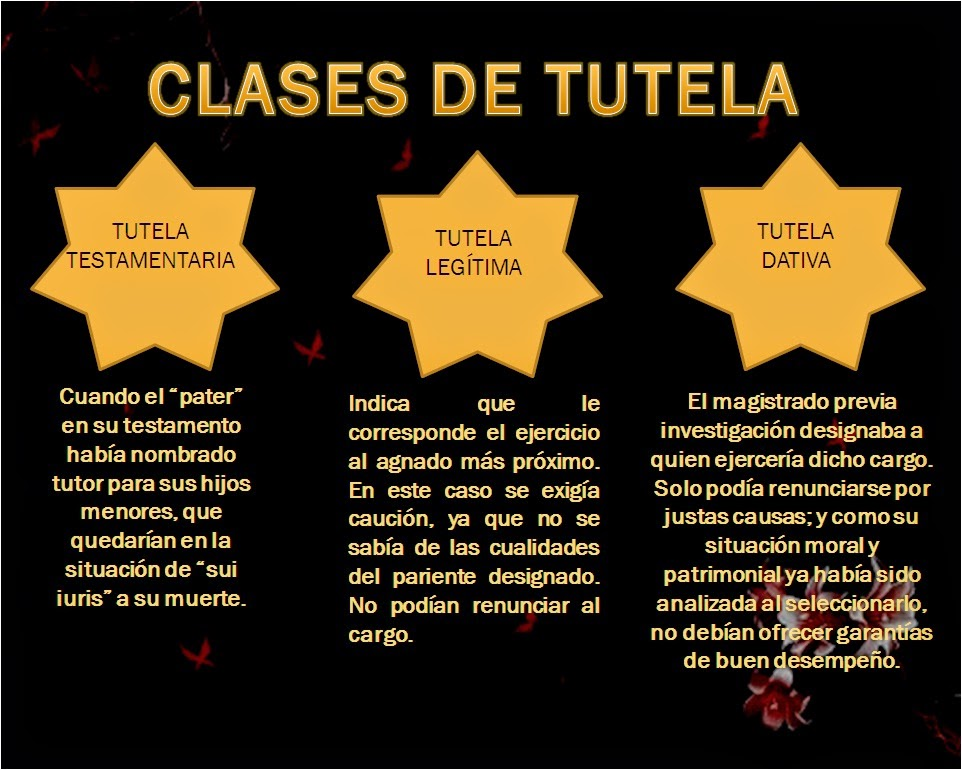 CLASES DE TUTELA
TUTELA
TESTAMENTARIA
Cuando el “pater”
en su testamento
había nombrado
tutor para sus hijos
menores, que
quedarían en la
situación de “sui
iuris” a su muerte.
TUTELA
LEGÍTIMA
Indica que le
corresponde el ejercicio
al agnado más próximo.
En este caso se exigía
caución, ya que no se
sabía de las cualidades
del pariente designado.
No podían renunciar al
cargo.
TUTELA
DATIVA
El magistrado previa
investigación designaba a
quien ejercería dicho cargo.
Solo podía renunciarse por
justas causas; y como su
situación moral y
patrimonial ya había sido
analizada al seleccionarlo,
no debían ofrecer garantías
de buen desempeño.